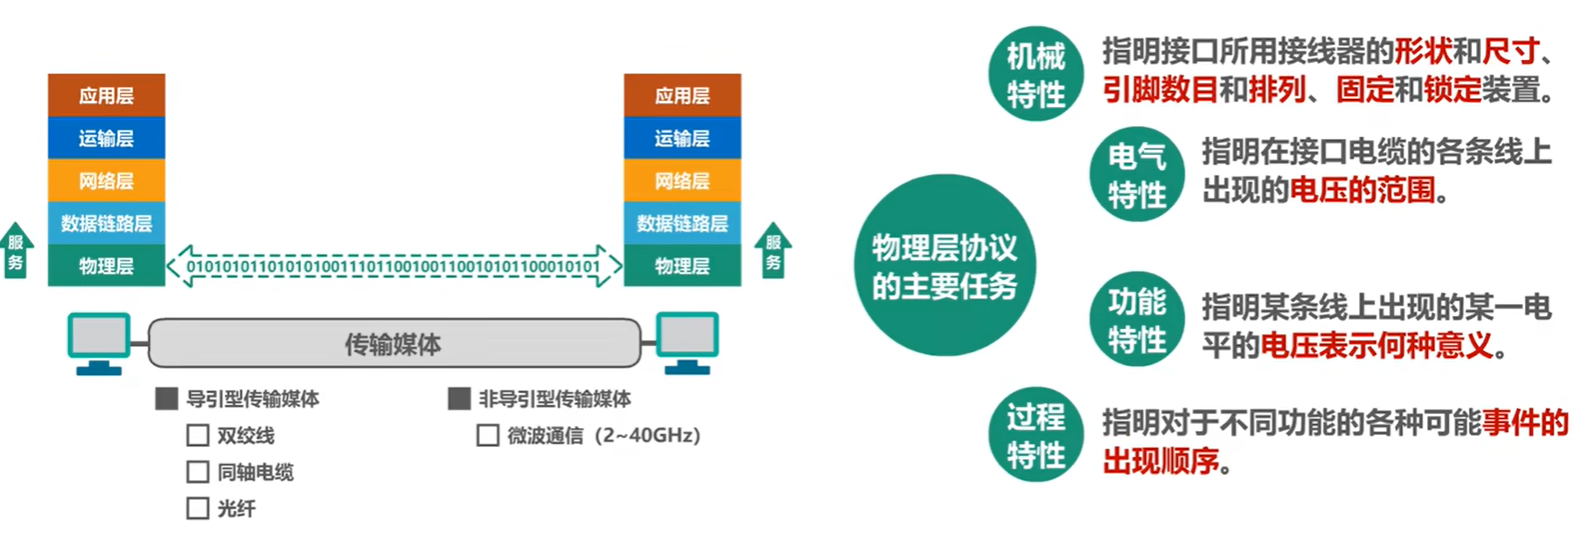 应用层
运输层
网络层
数据链路层
物理层
服
务
0101010110101010011101100100110010101100010101
应用层
运输层
网络层
数据链路层
物理层
服
务
传输媒体
导引型传输媒体
双绞线
同轴电缆
光纤
非导引型传输媒体
微波通信（2~40GHz）
物理层协议
的主要任务
机械
特性
指明接口所用接线器的形状和尺寸、
引脚数目和排列、固定和锁定装置。
电气
特性
指明在接口电缆的各条线上
出现的电压的范围。
功能
特性
指明某条线上出现的某一电
平的电压表示何种意义。
过程
特性
指明对于不同功能的各种可能事件的
出现顺序。